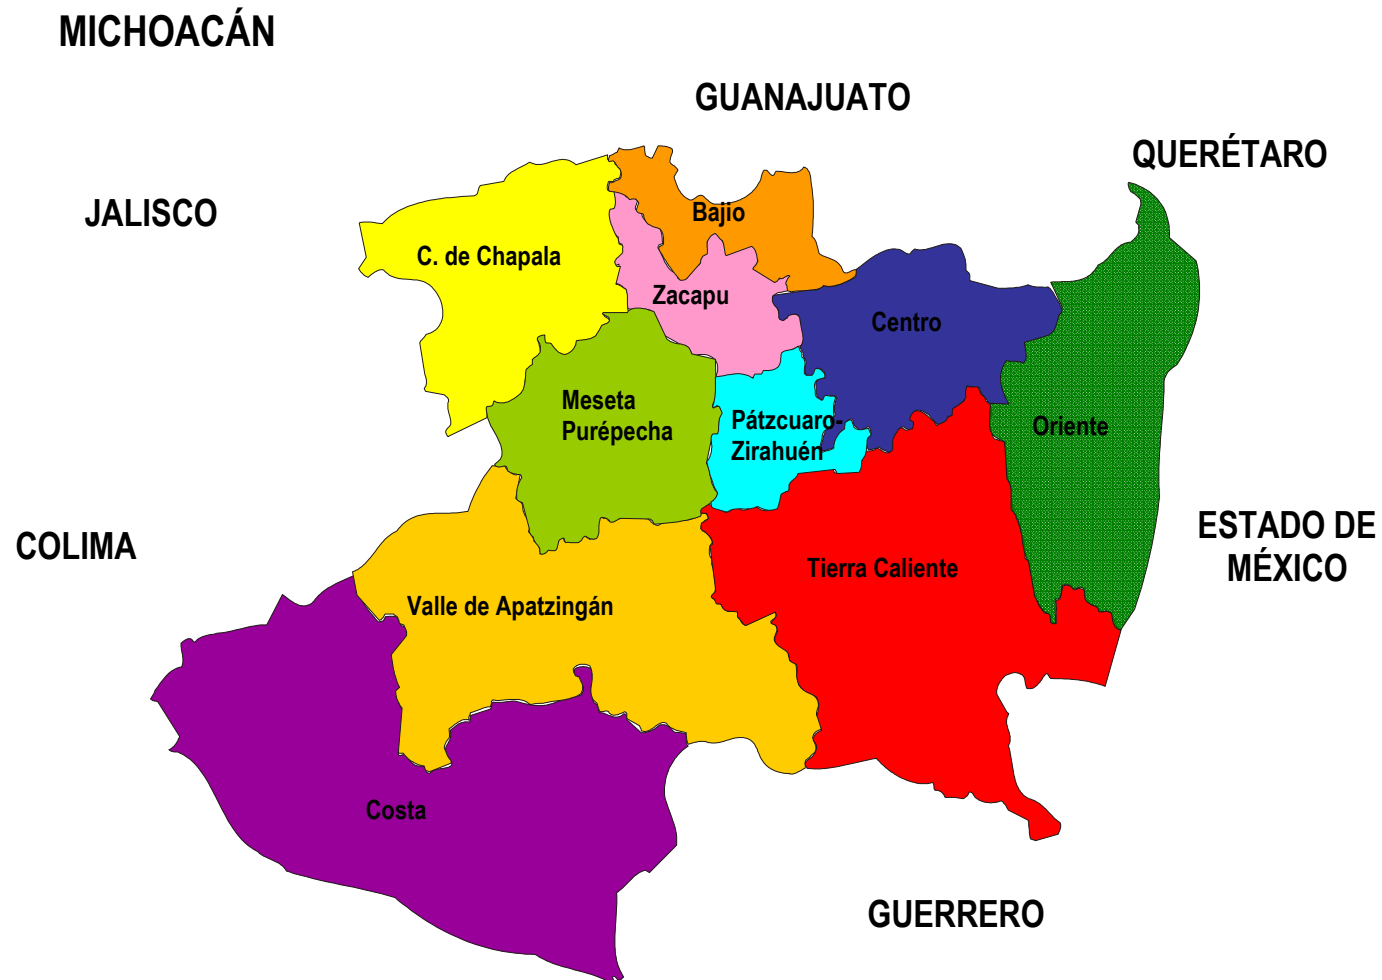 MICHOACÁN
GUANAJUATO
QUERÉTARO
JALISCO
Bajio
C. de Chapala
Zacapu
Centro
Meseta
Purépecha
Pátzcuaro-
Zirahuén
Oriente
COLIMA
ESTADO DE
MÉXICO
Tierra Caliente
Valle de Apatzingán
Costa
GUERRERO